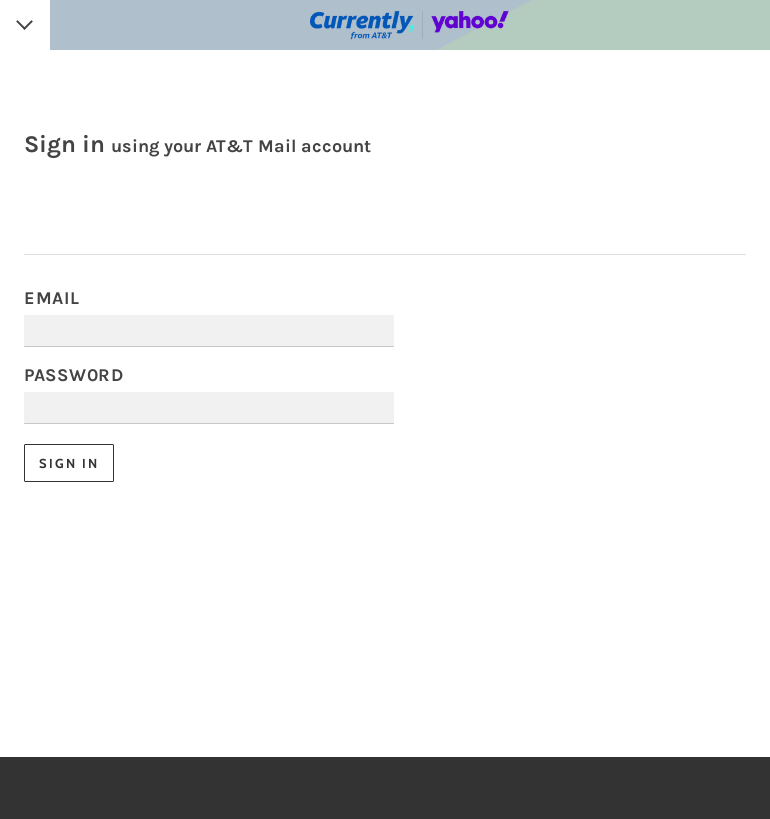 Currently
from AT&T
yahoo!
Sign in using your AT&T Mail account
EMAIL
PASSWORD
SIGN IN